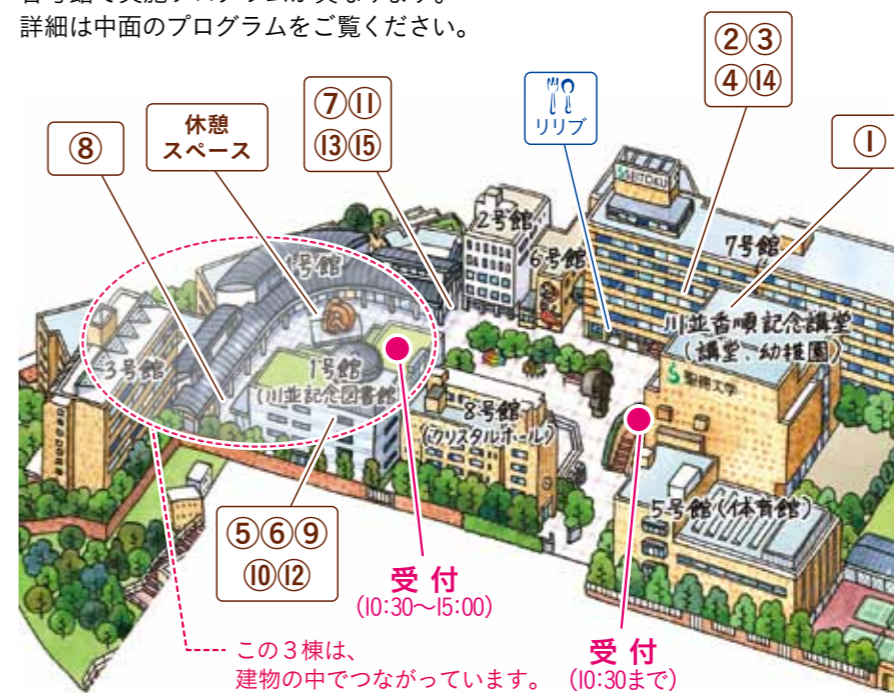 詳細は中面のプログラムをご覧ください。
②③
④⑭
⑦⑪
⑬⑮
リリブ
休憩
スペース
⑧
①
SEITOKU
2号館
6号館
7号館
川並香順記念講堂
(講堂、幼稚園)
聖徳大学
3号館
1号館
(川並記念図書館)
8号館
(クリスタルホール)
5号館(体育館)
⑤⑥⑨
⑩⑫
受付
(10:30〜15:00)
受付
(10:30まで)
この3棟は、
建物の中でつながっています。